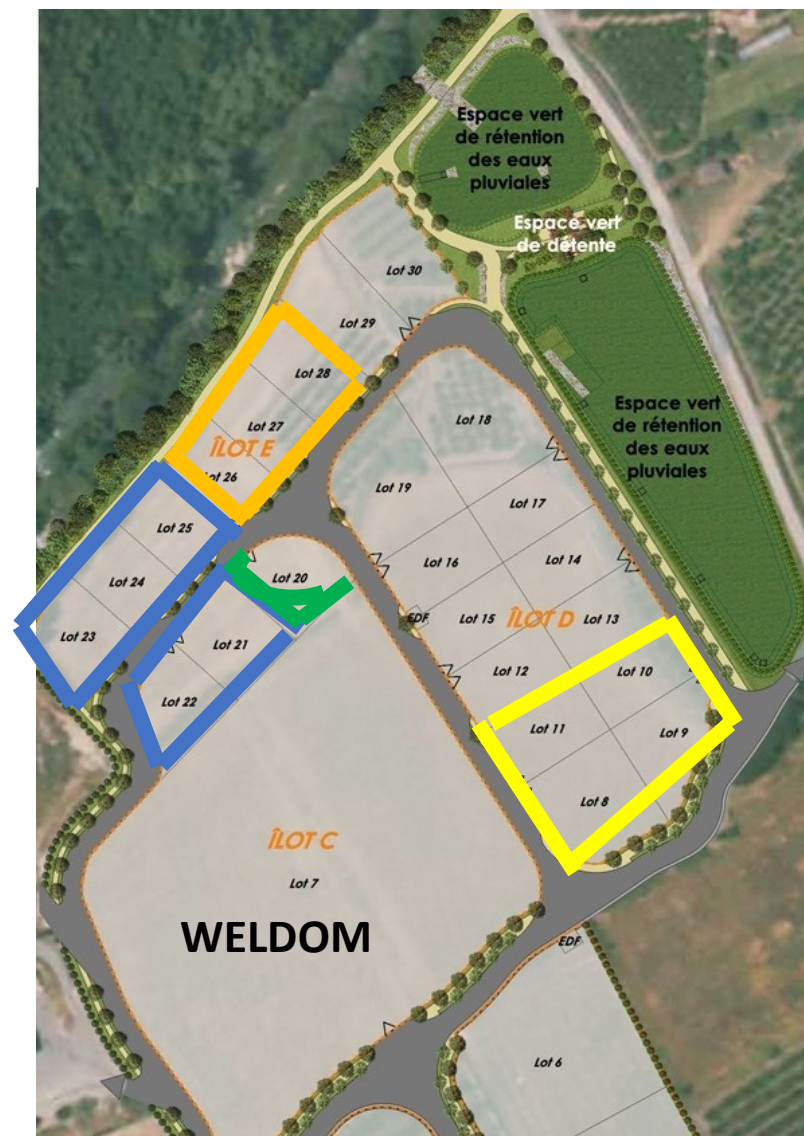 Espace vert
de rétention
des eaux
pluviales
Espace vert
de détente
Lot 30
Lot 29
Lot 28
Lot 27
ÎLOT E
Lot 26
Lot 25
Lot 24
Lot 23
Lot 18
Lot 19
Lot 17
Lot 16
Lot 14
Lot 15
ÎLOT D
Lot 13
Lot 12
Lot 10
Lot 11
Lot 9
Lot 8
EDF
Espace vert
de rétention
des eaux
pluviales
Lot 20
Lot 21
Lot 22
ÎLOT C
Lot 7
WELDOM
EDF
Lot 6